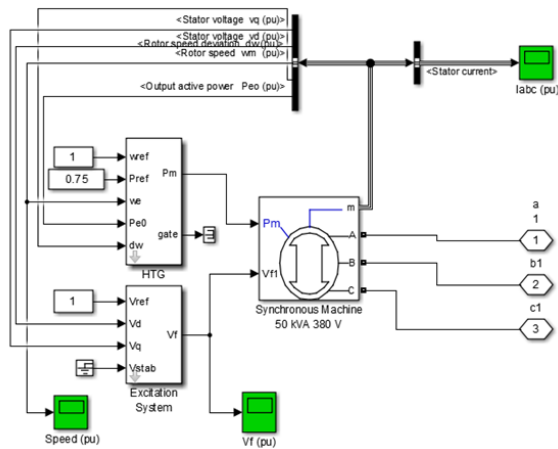 <Stator voltage vq (pu)>
<Stator voltage vd (pu)>
<Rotor speed deviation dw(pu)>
<Rotor speed wm (pu)>
<Output active power Peo (pu)>
<Stator current>
Iabc (pu)
1
0.75
wref
Pref
we
Pe0
dw
Pm
gate
HTG
Pm
m
A
B
C
Vf1
Synchronous Machine
50 kVA 380 V
a
1
1
b1
2
c1
3
1
Vref
Vd
Vq
Vstab
Vf
Excitation
System
Speed (pu)
Vf (pu)